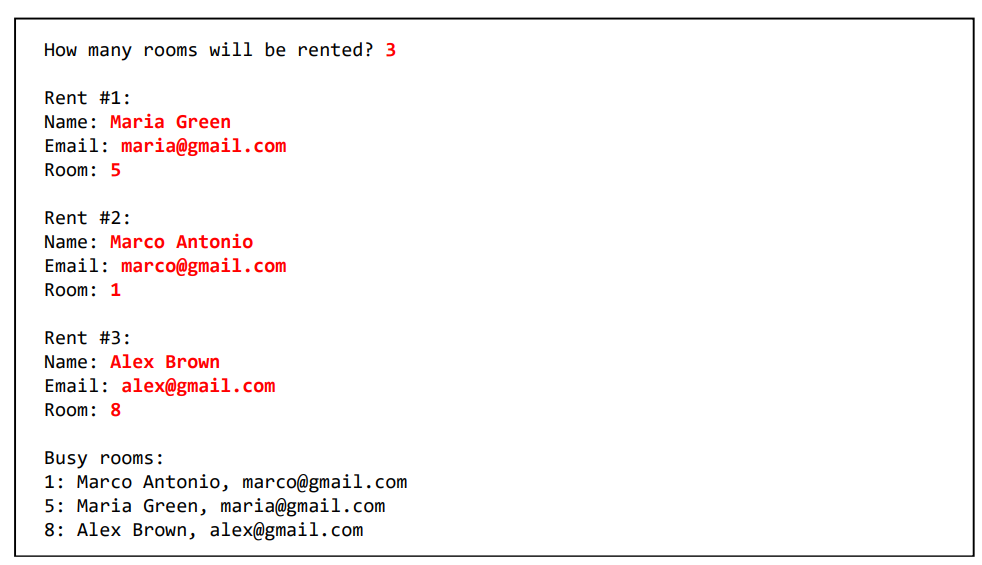 How many rooms will be rented? 3
Rent #1:
Name: Maria Green
Email: maria@gmail.com
Room: 5
Rent #2:
Name: Marco Antonio
Email: marco@gmail.com
Room: 1
Rent #3:
Name: Alex Brown
Email: alex@gmail.com
Room: 8
Busy rooms:
1: Marco Antonio, marco@gmail.com
5: Maria Green, maria@gmail.com
8: Alex Brown, alex@gmail.com